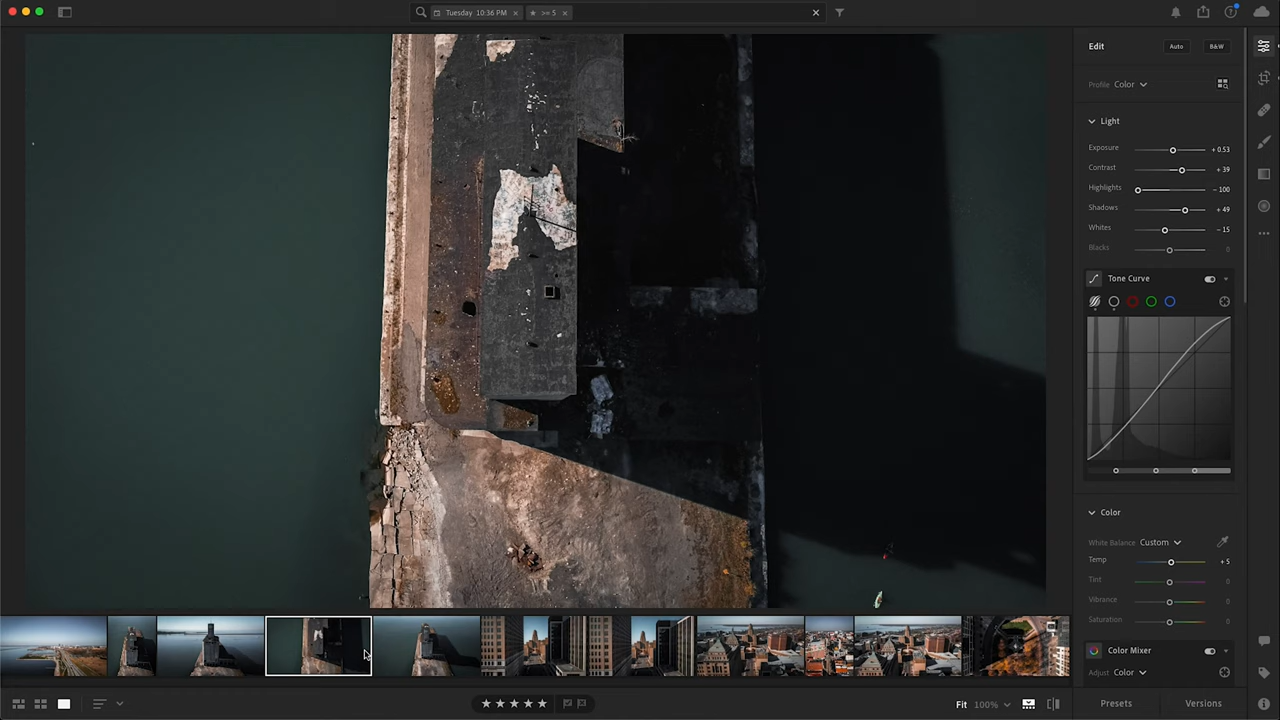 Tuesday 10:36 PM × ★ >= 5 ×
Edit Auto B&W
Profile Color
Light
Exposure + 0.53
Contrast + 39
Highlights - 100
Shadows + 49
Whites - 15
Blacks 0
Tone Curve
Color
White Balance Custom
Temp + 5
Tint 0
Vibrance 0
Saturation 0
Color Mixer
Adjust Color
Fit 100% Presets Versions